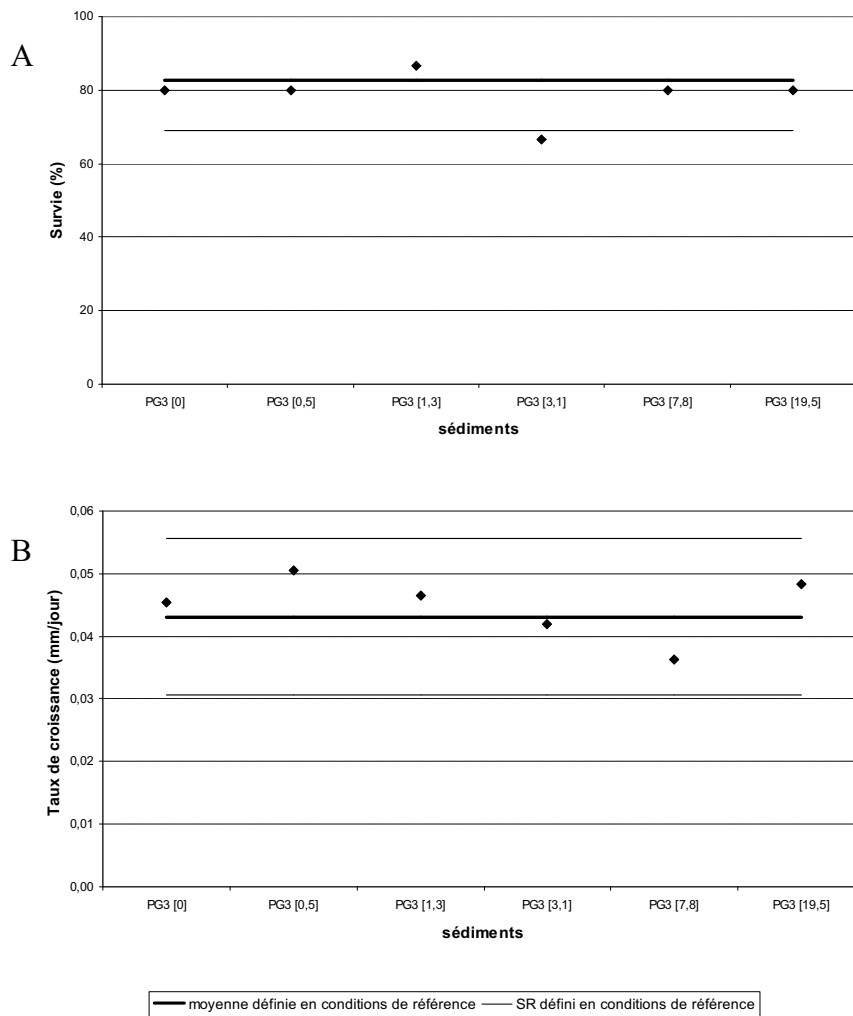 A
100
80
60
40
20
0
Survie (%)
PG3 [0] PG3 [0,5] PG3 [1,3] PG3 [3,1] PG3 [7,8] PG3 [19,5]
sédiments
B
0,06
0,05
0,04
0,03
0,02
0,01
0,00
Taux de croissance (mm/jour)
PG3 [0] PG3 [0,5] PG3 [1,3] PG3 [3,1] PG3 [7,8] PG3 [19,5]
sédiments
moyenne définie en conditions de référence SR défini en conditions de référence